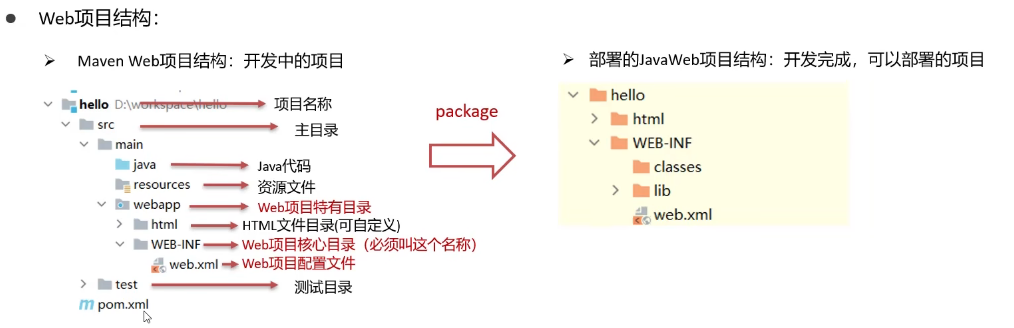 Web项目结构：
Maven Web项目结构：开发中的项目
hello D:\workspace\hello 项目名称
src 主目录
main
java Java代码
resources 资源文件
webapp Web项目特有目录
html HTML文件目录(可自定义)
WEB-INF Web项目核心目录（必须叫这个名称）
web.xml Web项目配置文件
test 测试目录
pom.xml
package
部署的JavaWeb项目结构：开发完成，可以部署的项目
hello
html
WEB-INF
classes
lib
web.xml